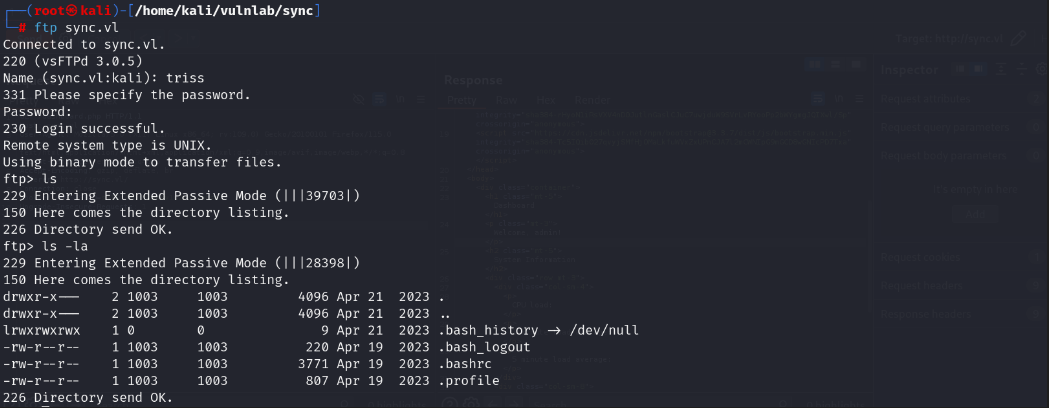 ┌──(root㉿kali)-[/home/kali/vulnlab/sync]
└─# ftp sync.vl
Connected to sync.vl.
220 (vsFTPd 3.0.5)
Name (sync.vl:kali): triss
331 Please specify the password.
Password:
230 Login successful.
Remote system type is UNIX.
Using binary mode to transfer files.
ftp> ls
229 Entering Extended Passive Mode (|||39703|)
150 Here comes the directory listing.
226 Directory send OK.
ftp> ls -la
229 Entering Extended Passive Mode (|||28398|)
150 Here comes the directory listing.
drwxr-x---    2 1003     1003         4096 Apr 21  2023 .
drwxr-x---    2 1003     1003         4096 Apr 21  2023 ..
lrwxrwxrwx    1 0        0               9 Apr 21  2023 .bash_history -> /dev/null
-rw-r--r--    1 1003     1003          220 Apr 19  2023 .bash_logout
-rw-r--r--    1 1003     1003         3771 Apr 19  2023 .bashrc
-rw-r--r--    1 1003     1003          807 Apr 19  2023 .profile
226 Directory send OK.
Response
Pretty Raw Hex Render
Inspector